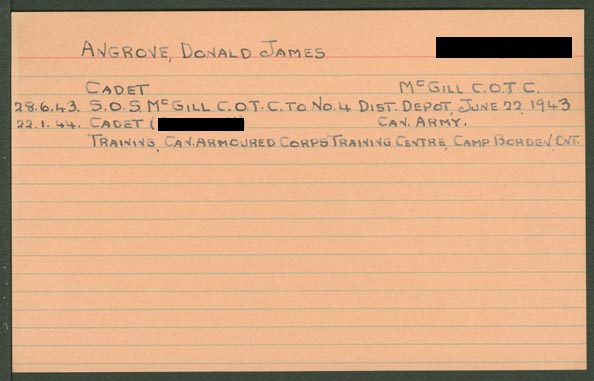 ANGROVE, DONALD JAMES
CADET McGILL C.O.T.C.
28.6.43. S.O.S. McGILL C.O.T.C. TO NO. 4 DIST. DEPOT, JUNE 22, 1943
22.1.44. CADET ( ) CAN. ARMY.
TRAINING, CAN. ARMOURED CORPS TRAINING CENTRE, CAMP BORDEN, ONT.